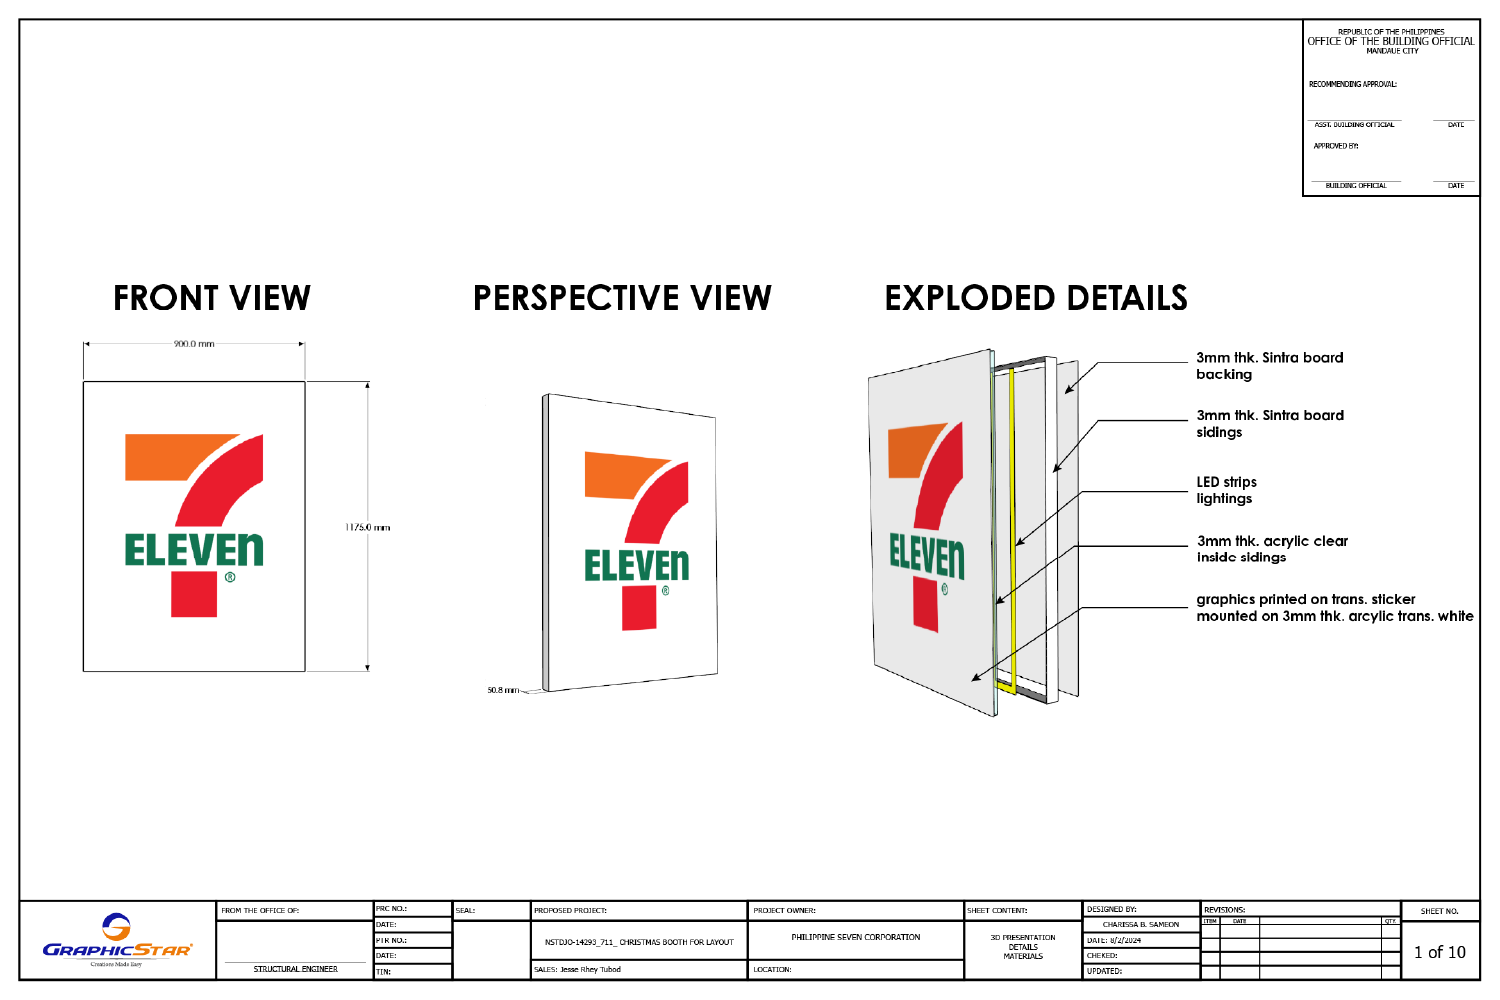 REPUBLIC OF THE PHILIPPINES
OFFICE OF THE BUILDING OFFICIAL
MANDAUE CITY
RECOMMENDING APPROVAL:
ASST. BUILDING OFFICIAL DATE
APPROVED BY:
BUILDING OFFICIAL DATE
FRONT VIEW
900.0 mm
1175.0 mm
7
ELEVEn
®
PERSPECTIVE VIEW
7
ELEVEn
®
50.8 mm
EXPLODED DETAILS
7
ELEVEn
®
3mm thk. Sintra board
backing
3mm thk. Sintra board
sidings
LED strips
lightings
3mm thk. acrylic clear
inside sidings
graphics printed on trans. sticker
mounted on 3mm thk. arcylic trans. white
GRAPHICSTAR
Creations Made Easy
FROM THE OFFICE OF:
STRUCTURAL ENGINEER
PRC NO.:
DATE:
PTR NO.:
DATE:
TIN:
SEAL:
PROPOSED PROJECT:
NSTDJO-14293_711_ CHRISTMAS BOOTH FOR LAYOUT
SALES: Jesse Rhey Tubod
PROJECT OWNER:
PHILIPPINE SEVEN CORPORATION
LOCATION:
SHEET CONTENT:
3D PRESENTATION
DETAILS
MATERIALS
DESIGNED BY:
CHARISSA B. SAMEON
DATE: 8/2/2024
CHEKED:
UPDATED:
REVISIONS:
ITEM DATE QTY.
SHEET NO.
1 of 10